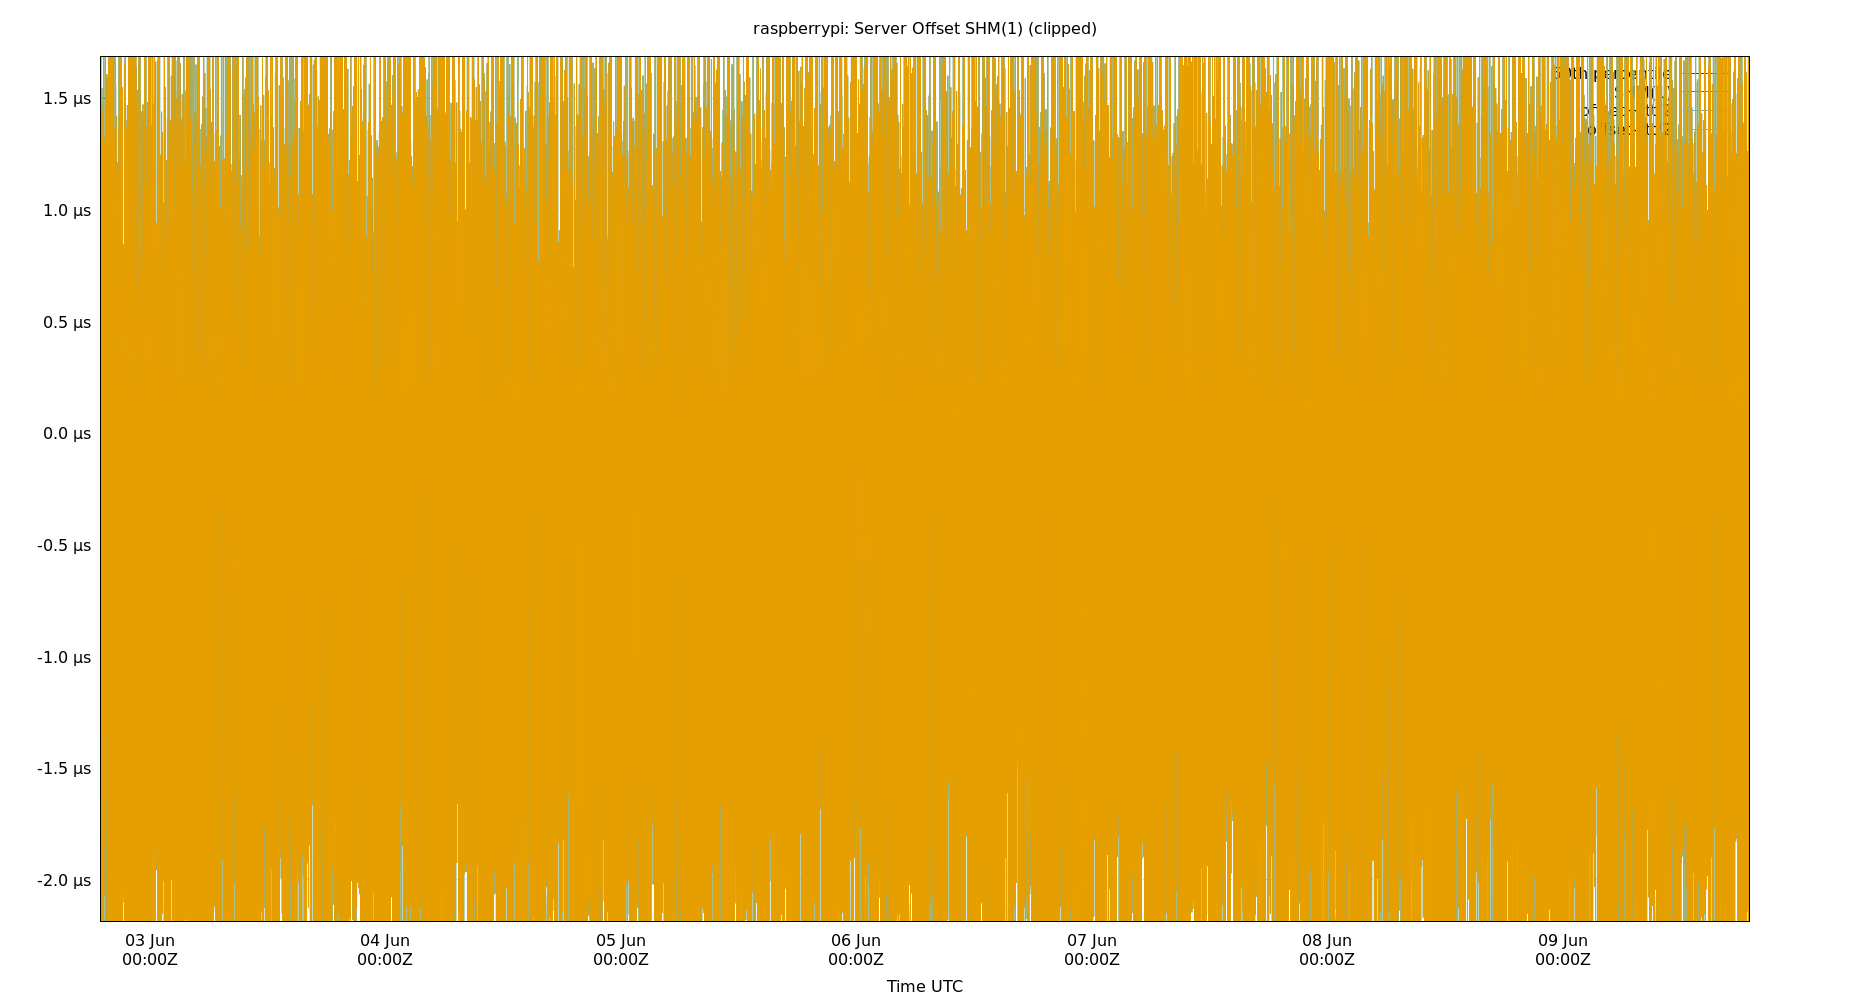 raspberrypi: Server Offset SHM(1) (clipped)
1.5 µs
1.0 µs
0.5 µs
0.0 µs
-0.5 µs
-1.0 µs
-1.5 µs
-2.0 µs
03 Jun 04 Jun 05 Jun 06 Jun 07 Jun 08 Jun 09 Jun
00:00Z 00:00Z 00:00Z 00:00Z 00:00Z 00:00Z 00:00Z
Time UTC